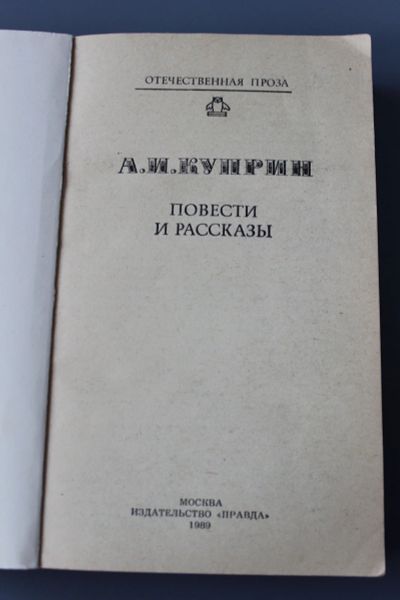 ОТЕЧЕСТВЕННАЯ ПРОЗА
А.И.КУПРИН
ПОВЕСТИ
И РАССКАЗЫ
МОСКВА
ИЗДАТЕЛЬСТВО «ПРАВДА»
1989